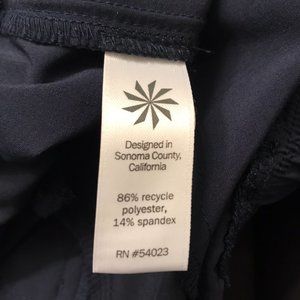 Designed in
Sonoma County,
California
86% recycle
polyester,
14% spandex
RN #54023